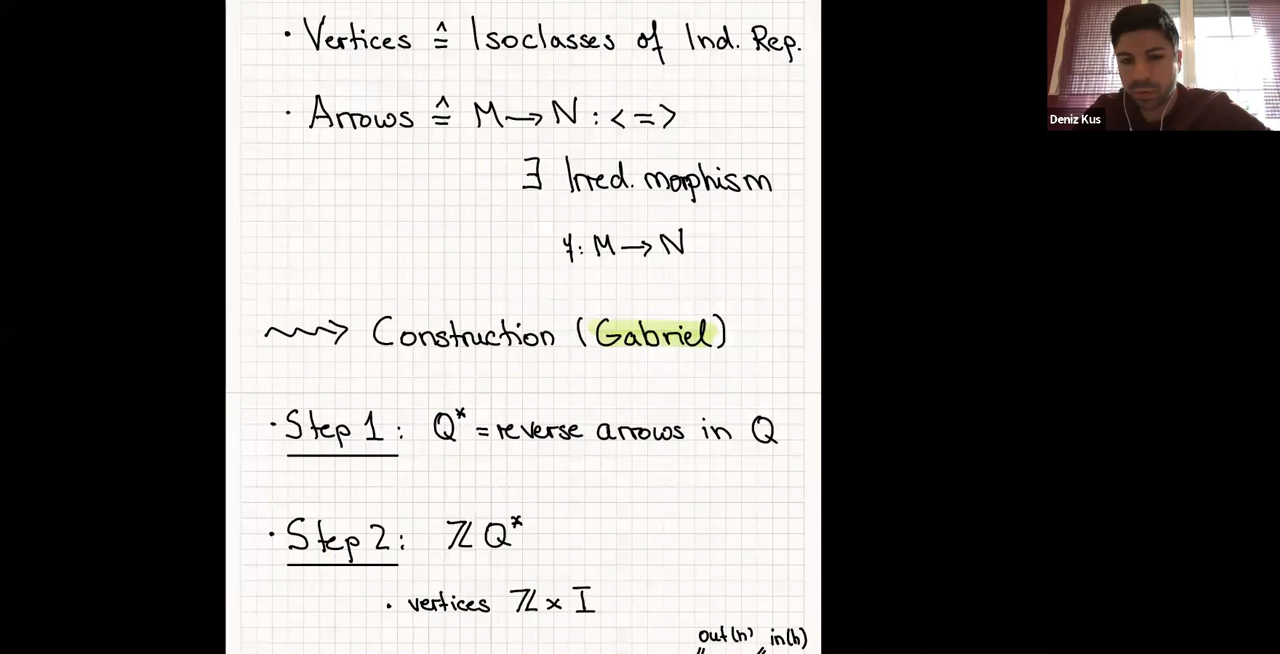 · Vertices ≙ Isoclasses of Ind. Rep.
· Arrows ≙ M → N : <=>
∃ Irred. morphism
φ: M → N
⇝ Construction (Gabriel)
· Step 1: Q* = reverse arrows in Q
· Step 2: ℤQ*
· vertices ℤ × I
out(h) in(h)
Deniz Kus